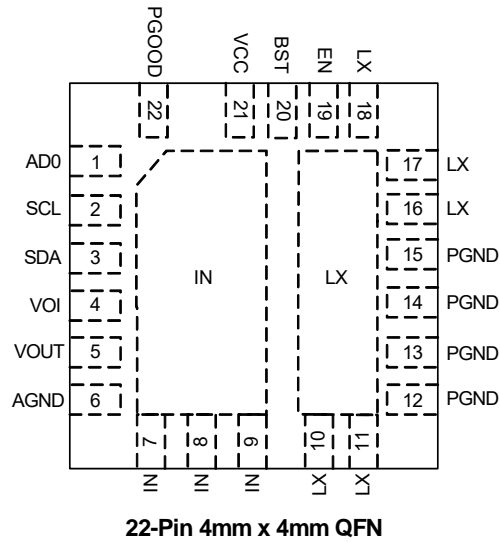 PGOOD VCC BST EN LX
22 21 20 19 18
AD0 1 17 LX
SCL 2 16 LX
SDA 3 15 PGND
IN LX
VOI 4 14 PGND
VOUT 5 13 PGND
AGND 6 12 PGND
7 8 9 10 11
IN IN IN LX LX
22-Pin 4mm x 4mm QFN